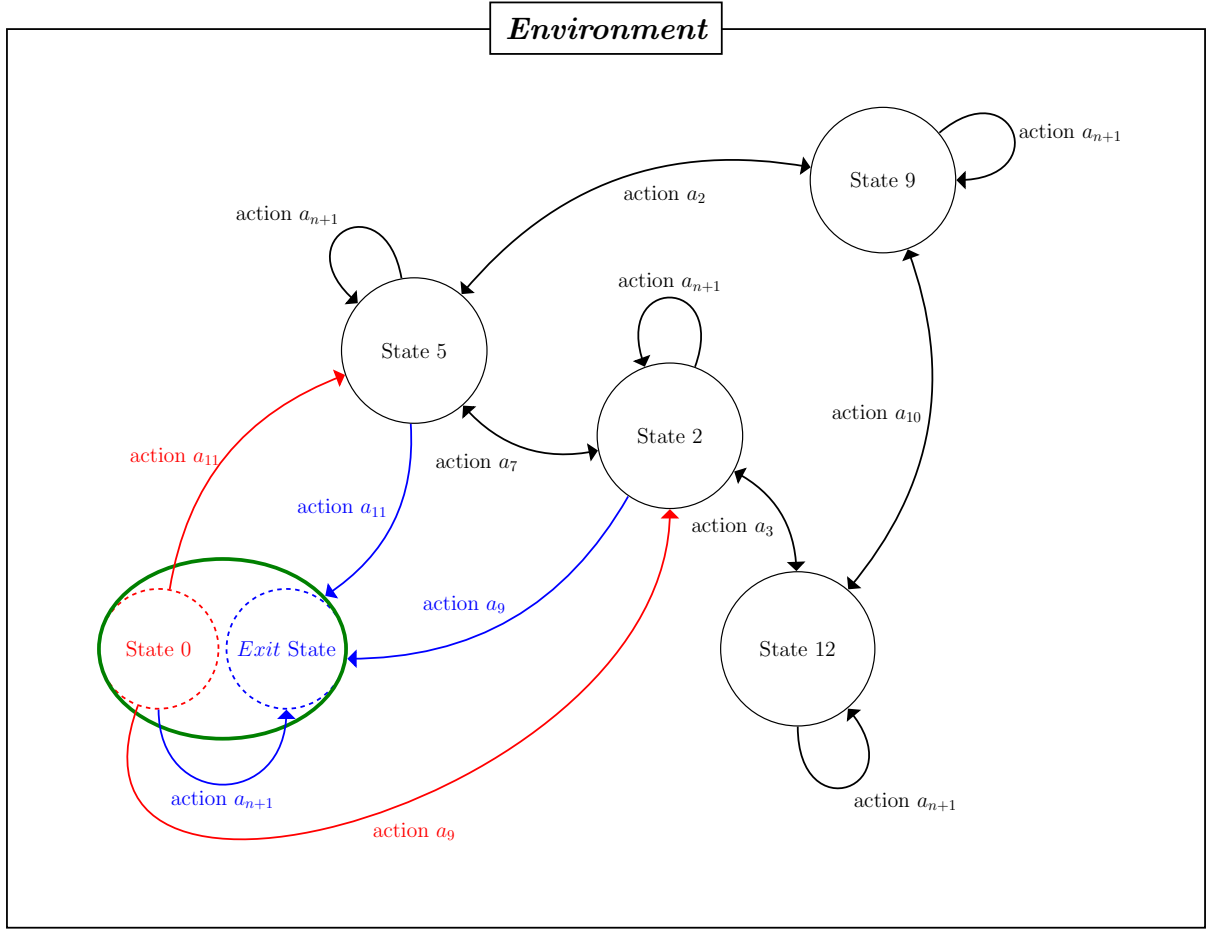 Environment
action a_{n+1}
State 9
action a_2
action a_{n+1}
action a_{n+1}
State 5
action a_{10}
State 2
action a_{11}
action a_7
action a_{11}
action a_3
action a_9
State 0
Exit State
State 12
action a_{n+1}
action a_{n+1}
action a_9